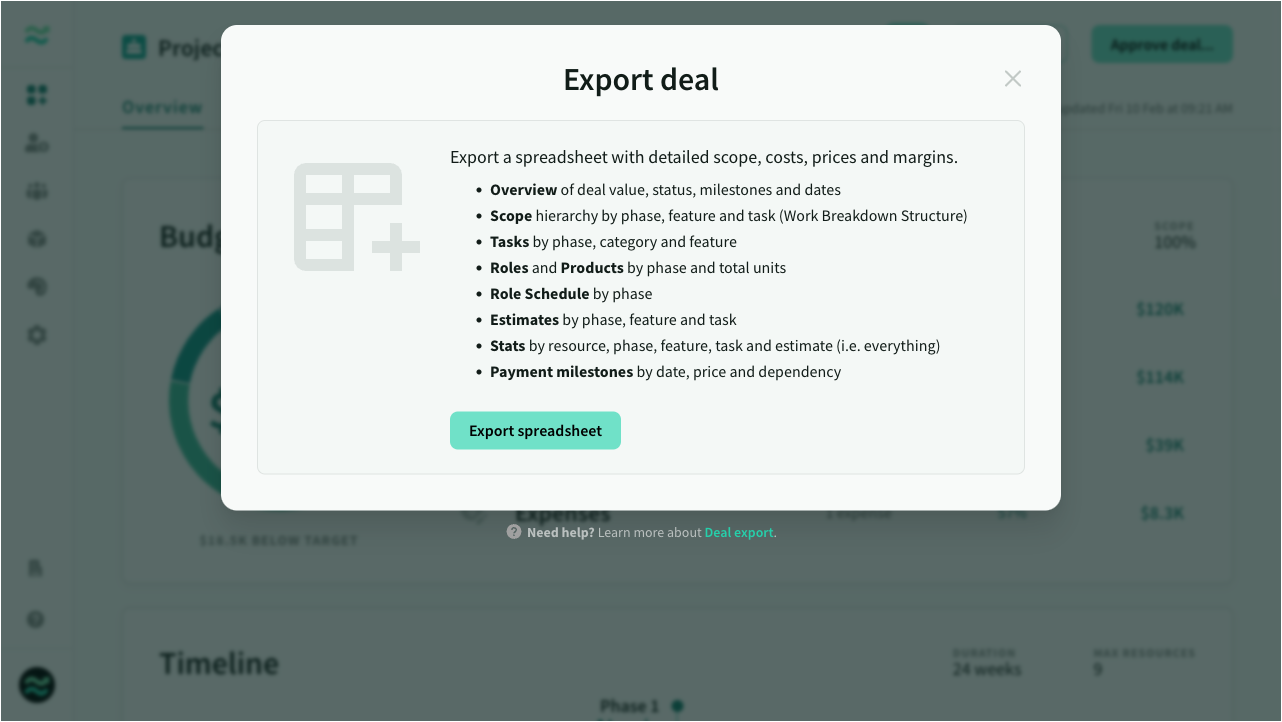 Projec
Approve deal...
Overview
updated Fri 10 Feb at 09:21 AM
Export deal
Export a spreadsheet with detailed scope, costs, prices and margins.
• Overview of deal value, status, milestones and dates
• Scope hierarchy by phase, feature and task (Work Breakdown Structure)
• Tasks by phase, category and feature
• Roles and Products by phase and total units
• Role Schedule by phase
• Estimates by phase, feature and task
• Stats by resource, phase, feature, task and estimate (i.e. everything)
• Payment milestones by date, price and dependency
Export spreadsheet
Budg
SCOPE
100%
$120K
$114K
$39K
Expenses
1 expense
$8.3K
? Need help? Learn more about Deal export.
BELOW TARGET
Timeline
DURATION
24 weeks
MAX RESOURCES
9
Phase 1